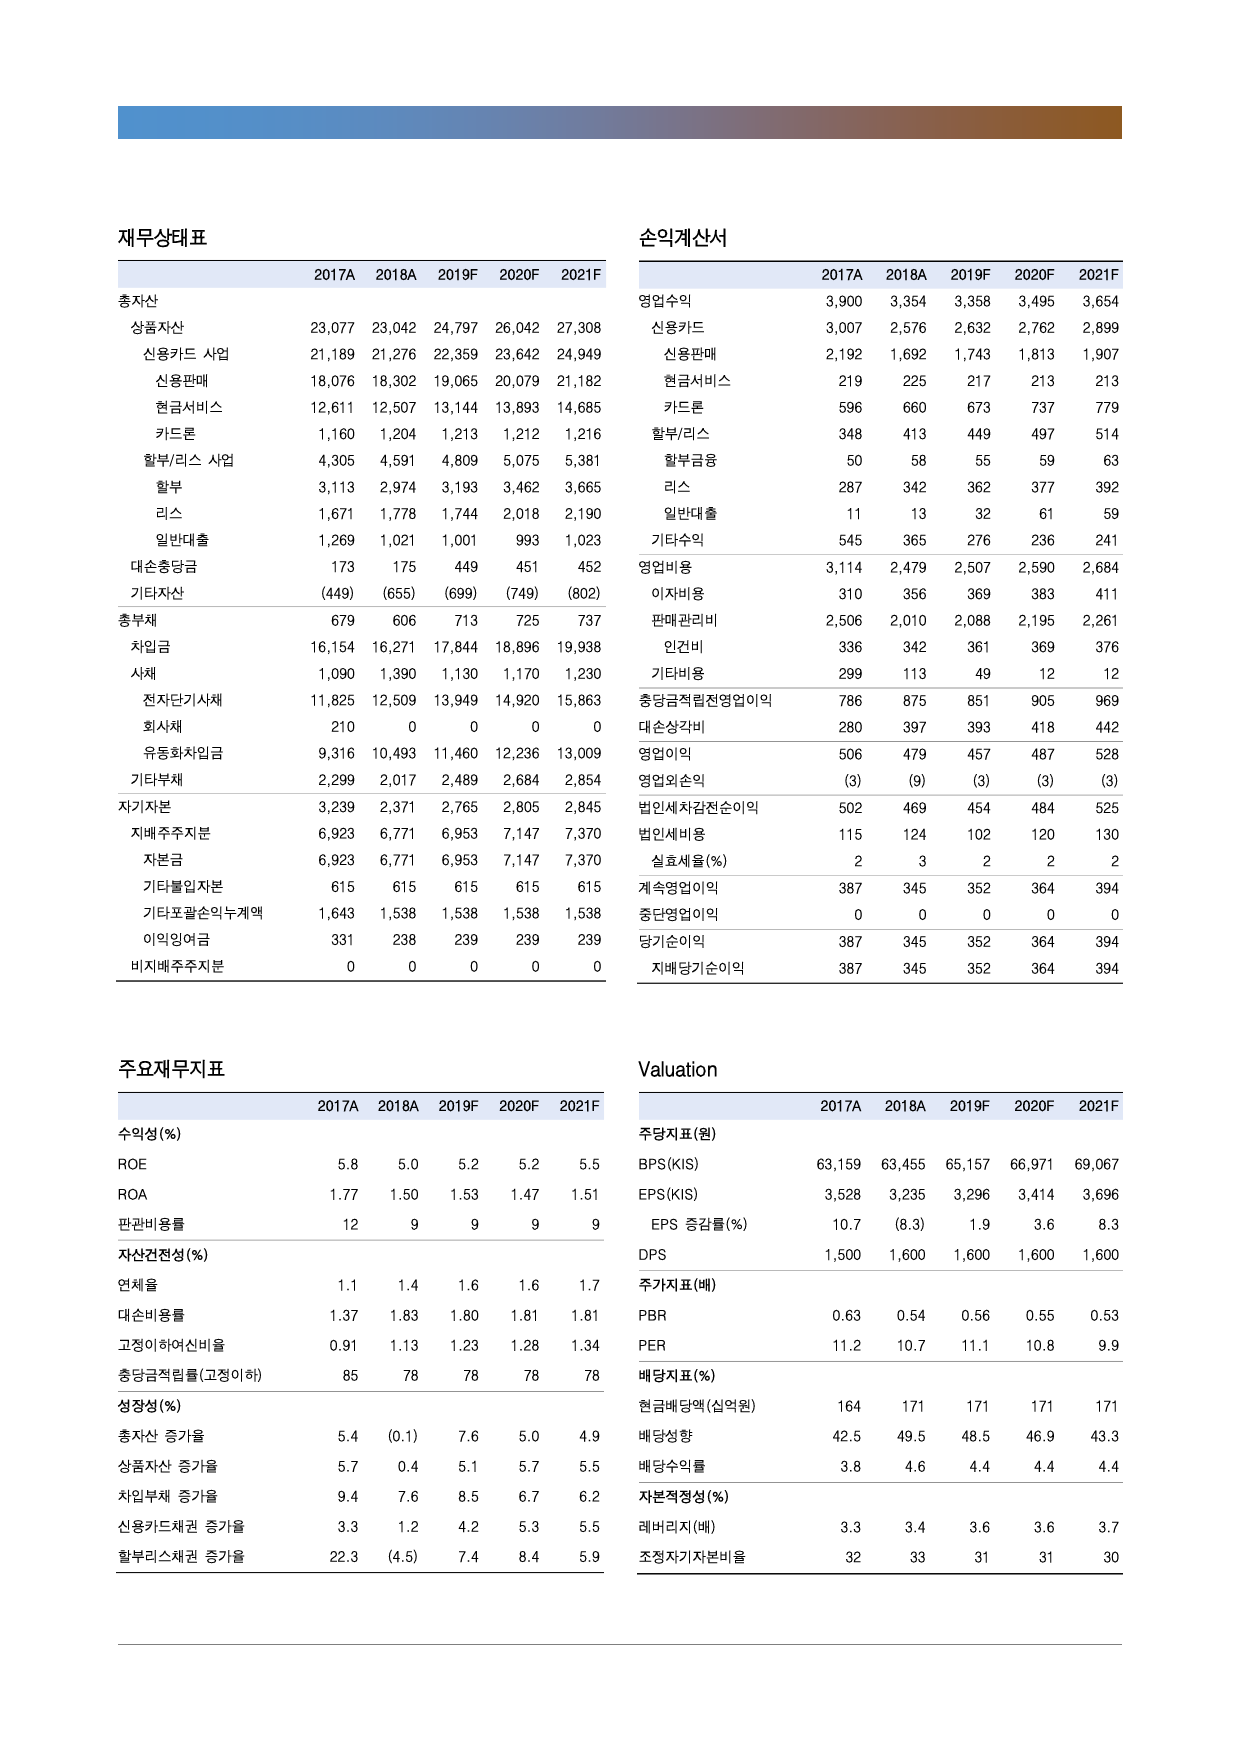 재무상태표
2017A 2018A 2019F 2020F 2021F
총자산
상품자산 23,077 23,042 24,797 26,042 27,308
신용카드 사업 21,189 21,276 22,359 23,642 24,949
신용판매 18,076 18,302 19,065 20,079 21,182
현금서비스 12,611 12,507 13,144 13,893 14,685
카드론 1,160 1,204 1,213 1,212 1,216
할부/리스 사업 4,305 4,591 4,809 5,075 5,381
할부 3,113 2,974 3,193 3,462 3,665
리스 1,671 1,778 1,744 2,018 2,190
일반대출 1,269 1,021 1,001 993 1,023
대손충당금 173 175 449 451 452
기타자산 (449) (655) (699) (749) (802)
총부채 679 606 713 725 737
차입금 16,154 16,271 17,844 18,896 19,938
사채 1,090 1,390 1,130 1,170 1,230
전자단기사채 11,825 12,509 13,949 14,920 15,863
회사채 210 0 0 0 0
유동화차입금 9,316 10,493 11,460 12,236 13,009
기타부채 2,299 2,017 2,489 2,684 2,854
자기자본 3,239 2,371 2,765 2,805 2,845
지배주주지분 6,923 6,771 6,953 7,147 7,370
자본금 6,923 6,771 6,953 7,147 7,370
기타불입자본 615 615 615 615 615
기타포괄손익누계액 1,643 1,538 1,538 1,538 1,538
이익잉여금 331 238 239 239 239
비지배주주지분 0 0 0 0 0
손익계산서
2017A 2018A 2019F 2020F 2021F
영업수익 3,900 3,354 3,358 3,495 3,654
신용카드 3,007 2,576 2,632 2,762 2,899
신용판매 2,192 1,692 1,743 1,813 1,907
현금서비스 219 225 217 213 213
카드론 596 660 673 737 779
할부/리스 348 413 449 497 514
할부금융 50 58 55 59 63
리스 287 342 362 377 392
일반대출 11 13 32 61 59
기타수익 545 365 276 236 241
영업비용 3,114 2,479 2,507 2,590 2,684
이자비용 310 356 369 383 411
판매관리비 2,506 2,010 2,088 2,195 2,261
인건비 336 342 361 369 376
기타비용 299 113 49 12 12
충당금적립전영업이익 786 875 851 905 969
대손상각비 280 397 393 418 442
영업이익 506 479 457 487 528
영업외손익 (3) (9) (3) (3) (3)
법인세차감전순이익 502 469 454 484 525
법인세비용 115 124 102 120 130
실효세율(%) 2 3 2 2 2
계속영업이익 387 345 352 364 394
중단영업이익 0 0 0 0 0
당기순이익 387 345 352 364 394
지배당기순이익 387 345 352 364 394
주요재무지표
2017A 2018A 2019F 2020F 2021F
수익성(%)
ROE 5.8 5.0 5.2 5.2 5.5
ROA 1.77 1.50 1.53 1.47 1.51
판관비용률 12 9 9 9 9
자산건전성(%)
연체율 1.1 1.4 1.6 1.6 1.7
대손비용률 1.37 1.83 1.80 1.81 1.81
고정이하여신비율 0.91 1.13 1.23 1.28 1.34
충당금적립률(고정이하) 85 78 78 78 78
성장성(%)
총자산 증가율 5.4 (0.1) 7.6 5.0 4.9
상품자산 증가율 5.7 0.4 5.1 5.7 5.5
차입부채 증가율 9.4 7.6 8.5 6.7 6.2
신용카드채권 증가율 3.3 1.2 4.2 5.3 5.5
할부리스채권 증가율 22.3 (4.5) 7.4 8.4 5.9
Valuation
2017A 2018A 2019F 2020F 2021F
주당지표(원)
BPS(KIS) 63,159 63,455 65,157 66,971 69,067
EPS(KIS) 3,528 3,235 3,296 3,414 3,696
EPS 증감률(%) 10.7 (8.3) 1.9 3.6 8.3
DPS 1,500 1,600 1,600 1,600 1,600
주가지표(배)
PBR 0.63 0.54 0.56 0.55 0.53
PER 11.2 10.7 11.1 10.8 9.9
배당지표(%)
현금배당액(십억원) 164 171 171 171 171
배당성향 42.5 49.5 48.5 46.9 43.3
배당수익률 3.8 4.6 4.4 4.4 4.4
자본적정성(%)
레버리지(배) 3.3 3.4 3.6 3.6 3.7
조정자기자본비율 32 33 31 31 30